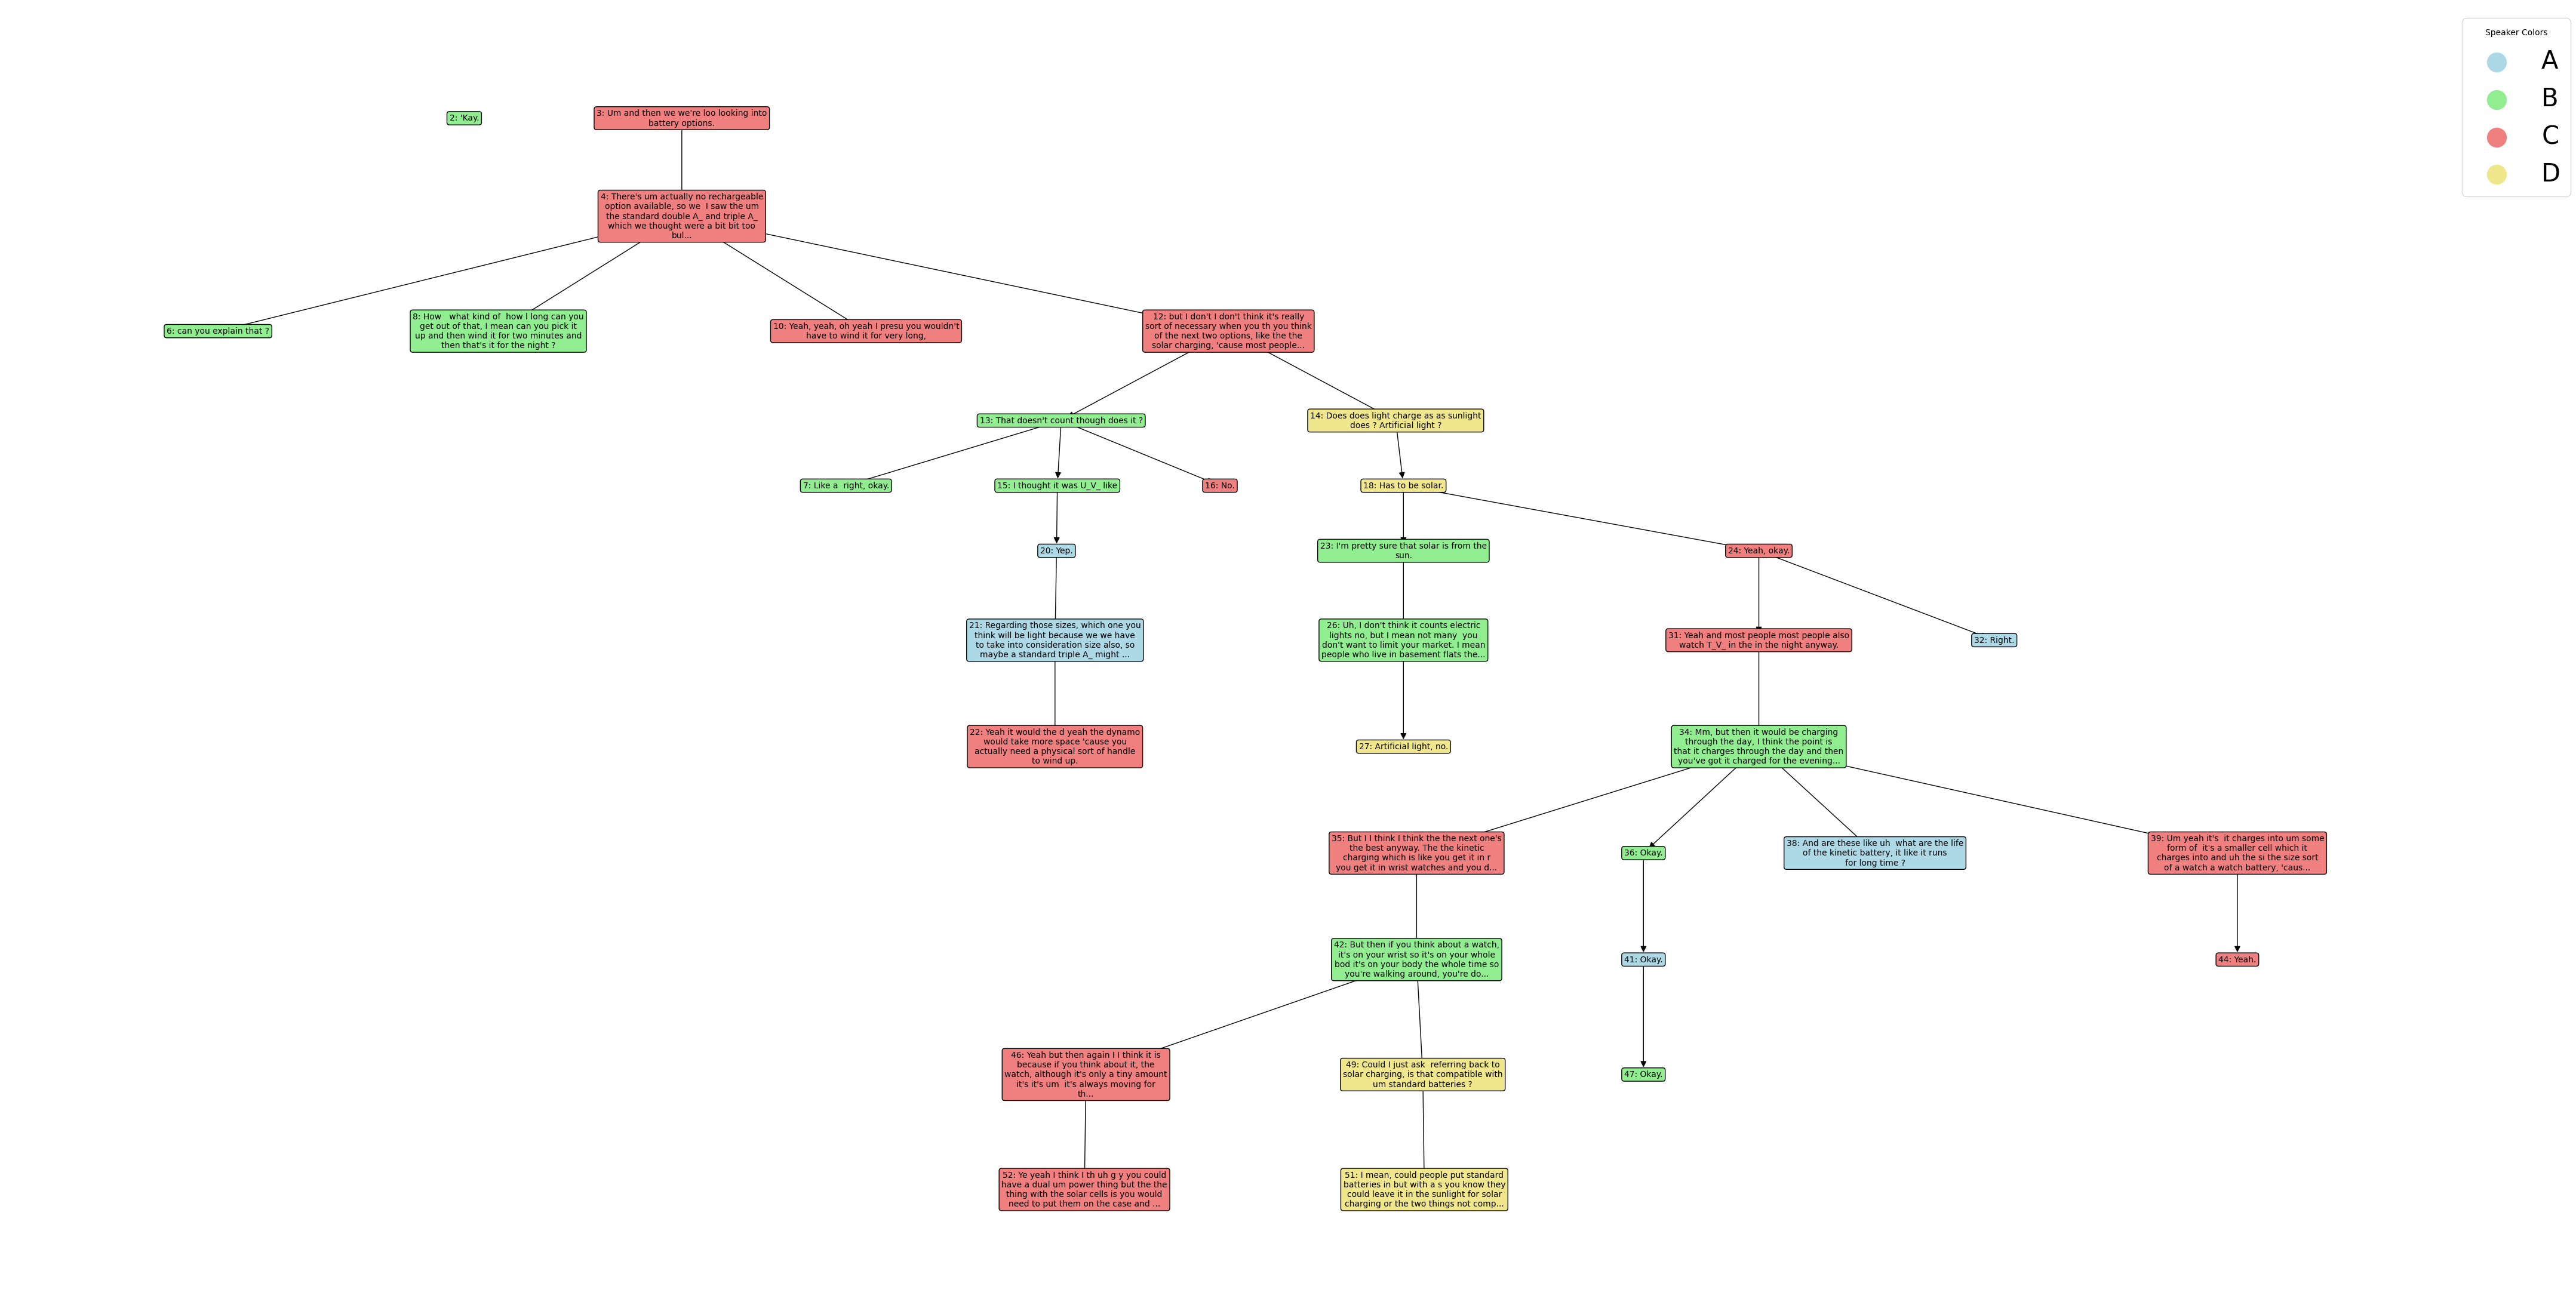 Speaker Colors
A
B
C
D
2: 'Kay.
3: Um and then we we're loo looking into
battery options.
4: There's um actually no rechargeable
option available, so we  I saw the um
the standard double A_ and triple A_
which we thought were a bit bit too
bul...
6: can you explain that ?
8: How   what kind of  how l long can you
get out of that, I mean can you pick it
up and then wind it for two minutes and
then that's it for the night ?
10: Yeah, yeah, oh yeah I presu you wouldn't
have to wind it for very long,
12: but I don't I don't think it's really
sort of necessary when you th you think
of the next two options, like the the
solar charging, 'cause most people...
13: That doesn't count though does it ?
14: Does does light charge as as sunlight
does ? Artificial light ?
7: Like a  right, okay.
15: I thought it was U_V_ like
16: No.
18: Has to be solar.
20: Yep.
23: I'm pretty sure that solar is from the
sun.
24: Yeah, okay.
21: Regarding those sizes, which one you
think will be light because we we have
to take into consideration size also, so
maybe a standard triple A_ might ...
26: Uh, I don't think it counts electric
lights no, but I mean not many  you
don't want to limit your market. I mean
people who live in basement flats the...
31: Yeah and most people most people also
watch T_V_ in the in the night anyway.
32: Right.
22: Yeah it would the d yeah the dynamo
would take more space 'cause you
actually need a physical sort of handle
to wind up.
27: Artificial light, no.
34: Mm, but then it would be charging
through the day, I think the point is
that it charges through the day and then
you've got it charged for the evening...
35: But I I think I think the the next one's
the best anyway. The the kinetic
charging which is like you get it in r
you get it in wrist watches and you d...
36: Okay.
38: And are these like uh  what are the life
of the kinetic battery, it like it runs
for long time ?
39: Um yeah it's  it charges into um some
form of  it's a smaller cell which it
charges into and uh the si the size sort
of a watch a watch battery, 'caus...
42: But then if you think about a watch,
it's on your wrist so it's on your whole
bod it's on your body the whole time so
you're walking around, you're do...
41: Okay.
44: Yeah.
46: Yeah but then again I I think it is
because if you think about it, the
watch, although it's only a tiny amount
it's it's um  it's always moving for
th...
49: Could I just ask  referring back to
solar charging, is that compatible with
um standard batteries ?
47: Okay.
52: Ye yeah I think I th uh g y you could
have a dual um power thing but the the
thing with the solar cells is you would
need to put them on the case and ...
51: I mean, could people put standard
batteries in but with a s you know they
could leave it in the sunlight for solar
charging or the two things not comp...